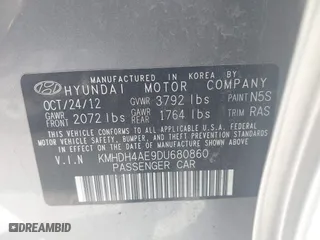 MANUFACTURED IN KOREA BY
HYUNDAI MOTOR COMPANY
OCT/24/12 GVWR 3792 lbs PAINT N5S
GAWR FRONT 2072 lbs GAWR REAR 1764 lbs TRIM RAS
THIS VEHICLE CONFORMS TO ALL APPLICABLE
FEDERAL MOTOR VEHICLE SAFETY, BUMPER, AND
THEFT PREVENTION STANDARDS IN EFFECT ON THE
DATE OF MANUFACTURE SHOWN ABOVE.
V.I.N KMHDH4AE9DU680860
PASSENGER CAR
AUTOBIDMASTER